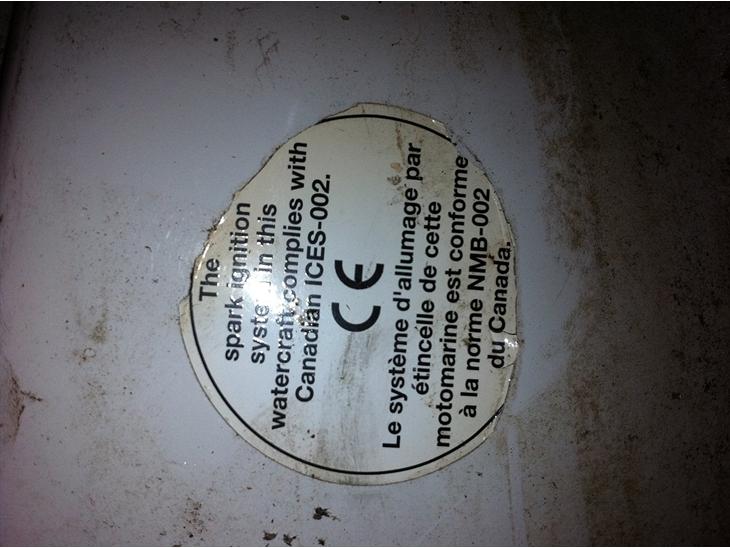 The
spark ignition
system in this
watercraft complies with
Canadian ICES-002.
CE
Le système d'allumage par
étincelle de cette
motomarine est conforme
à la norme NMB-002
du Canada.